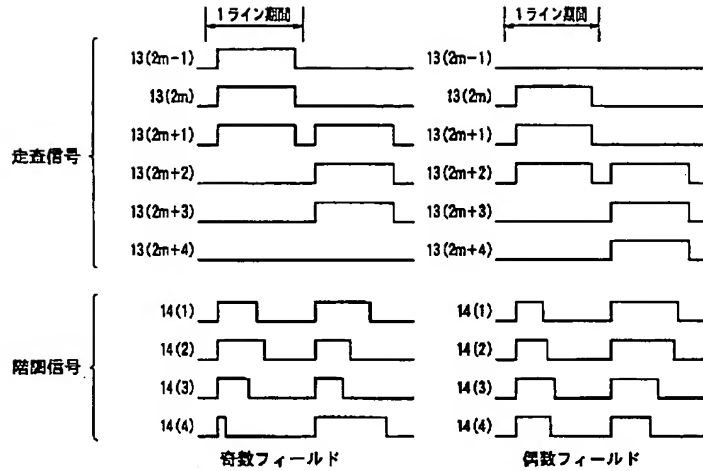 1ライン期間
1ライン期間
走査信号
13(2m-1)
13(2m)
13(2m+1)
13(2m+2)
13(2m+3)
13(2m+4)
13(2m-1)
13(2m)
13(2m+1)
13(2m+2)
13(2m+3)
13(2m+4)
階調信号
14(1)
14(2)
14(3)
14(4)
14(1)
14(2)
14(3)
14(4)
奇数フィールド
偶数フィールド